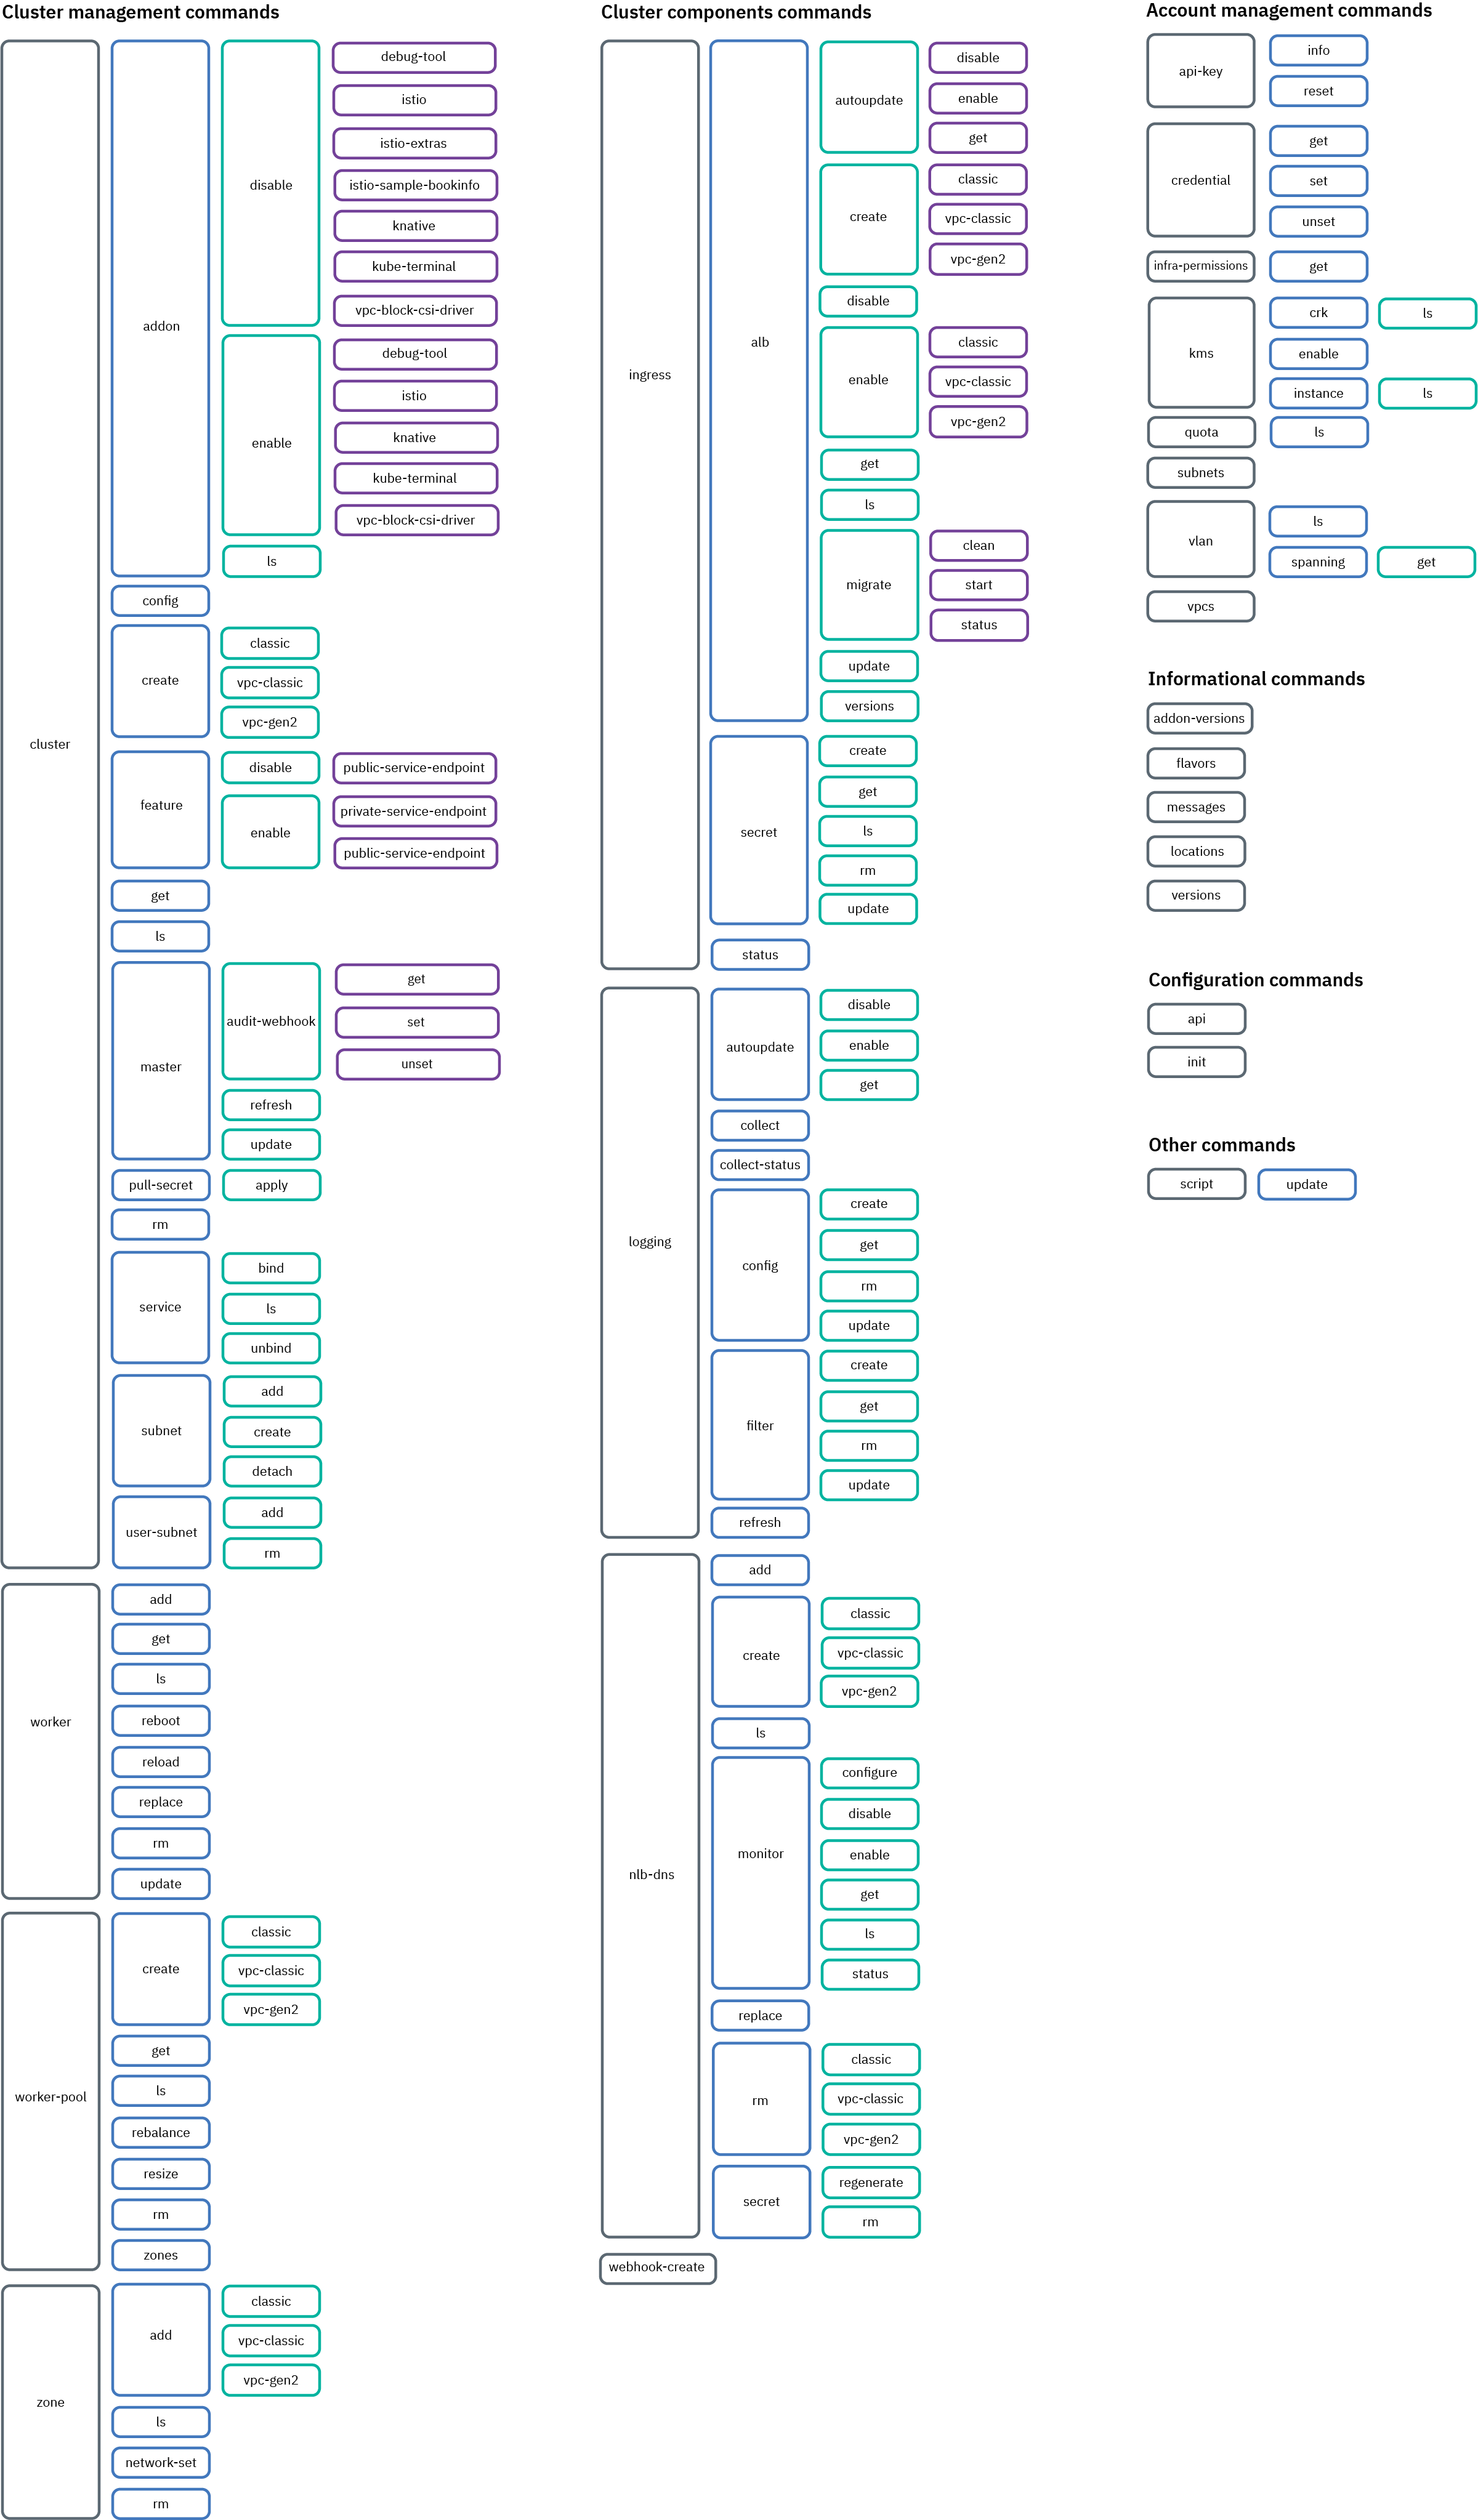 Cluster management commands
cluster
addon
disable
debug-tool
istio
istio-extras
istio-sample-bookinfo
knative
kube-terminal
vpc-block-csi-driver
enable
debug-tool
istio
knative
kube-terminal
vpc-block-csi-driver
ls
config
create
classic
vpc-classic
vpc-gen2
feature
disable
public-service-endpoint
enable
private-service-endpoint
public-service-endpoint
get
ls
master
audit-webhook
get
set
unset
refresh
update
pull-secret
apply
rm
service
bind
ls
unbind
subnet
add
create
detach
user-subnet
add
rm
worker
add
get
ls
reboot
reload
replace
rm
update
worker-pool
create
classic
vpc-classic
vpc-gen2
get
ls
rebalance
resize
rm
zones
zone
add
classic
vpc-classic
vpc-gen2
ls
network-set
rm
Cluster components commands
ingress
alb
autoupdate
disable
enable
get
create
classic
vpc-classic
vpc-gen2
disable
enable
classic
vpc-classic
vpc-gen2
get
ls
migrate
clean
start
status
update
versions
secret
create
get
ls
rm
update
status
logging
autoupdate
disable
enable
get
collect
collect-status
config
create
get
rm
update
filter
create
get
rm
update
refresh
nlb-dns
add
create
classic
vpc-classic
vpc-gen2
ls
monitor
configure
disable
enable
get
ls
status
replace
rm
classic
vpc-classic
vpc-gen2
secret
regenerate
rm
webhook-create
Account management commands
api-key
info
reset
credential
get
set
unset
infra-permissions
get
kms
crk
ls
enable
instance
ls
quota
ls
subnets
vlan
ls
spanning
get
vpcs
Informational commands
addon-versions
flavors
messages
locations
versions
Configuration commands
api
init
Other commands
script
update